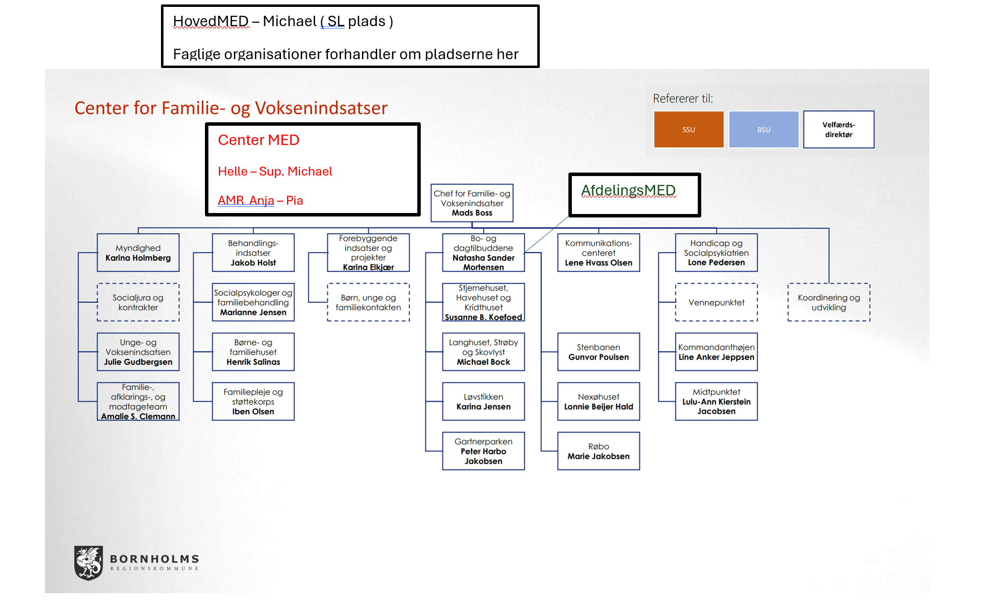 HovedMED – Michael ( SL plads )
Faglige organisationer forhandler om pladserne her
Center for Familie- og Voksenindsatser
Refererer til:
SSU
BSU
Velfærds-
direktør
Center MED
Helle – Sup. Michael
AMR Anja – Pia
AfdelingsMED
Chef for Familie- og
Voksenindsatser
Mads Boss
Myndighed
Karina Holmberg
Socialjura og
kontrakter
Unge- og
Voksenindsatsen
Julie Gudbergsen
Familie-,
afklarings-, og
modtageteam
Amalie S. Clemann
Behandlings-
indsatser
Jakob Holst
Socialpsykologer og
familiebehandling
Marianne Jensen
Børne- og
familiehuset
Henrik Salinas
Familiepleje og
støttekorps
Iben Olsen
Forebyggende
indsatser og
projekter
Karina Elkjær
Børn, unge og
familiekontakten
Bo- og
dagtilbuddene
Natasha Sander
Mortensen
Stjernehuset,
Havehuset og
Kridthuset
Susanne B. Koefoed
Langhuset, Strøby
og Skovlyst
Michael Bock
Løvstikken
Karina Jensen
Gartnerparken
Peter Harbo
Jakobsen
Kommunikations-
centeret
Lene Hvass Olsen
Stenbanen
Gunvor Poulsen
Nexøhuset
Lonnie Beijer Hald
Røbo
Marie Jakobsen
Handicap og
Socialpsykiatrien
Lone Pedersen
Vennepunktet
Kommandanthøjen
Line Anker Jeppsen
Midtpunktet
Lulu-Ann Kierstein
Jacobsen
Koordinering og
udvikling
BORNHOLMS
REGIONSKOMMUNE